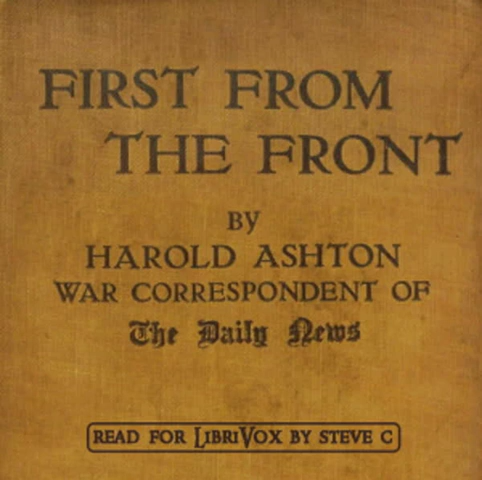 FIRST FROM
THE FRONT
BY
HAROLD ASHTON
WAR CORRESPONDENT OF
The Daily News
READ FOR LIBRIVOX BY STEVE C